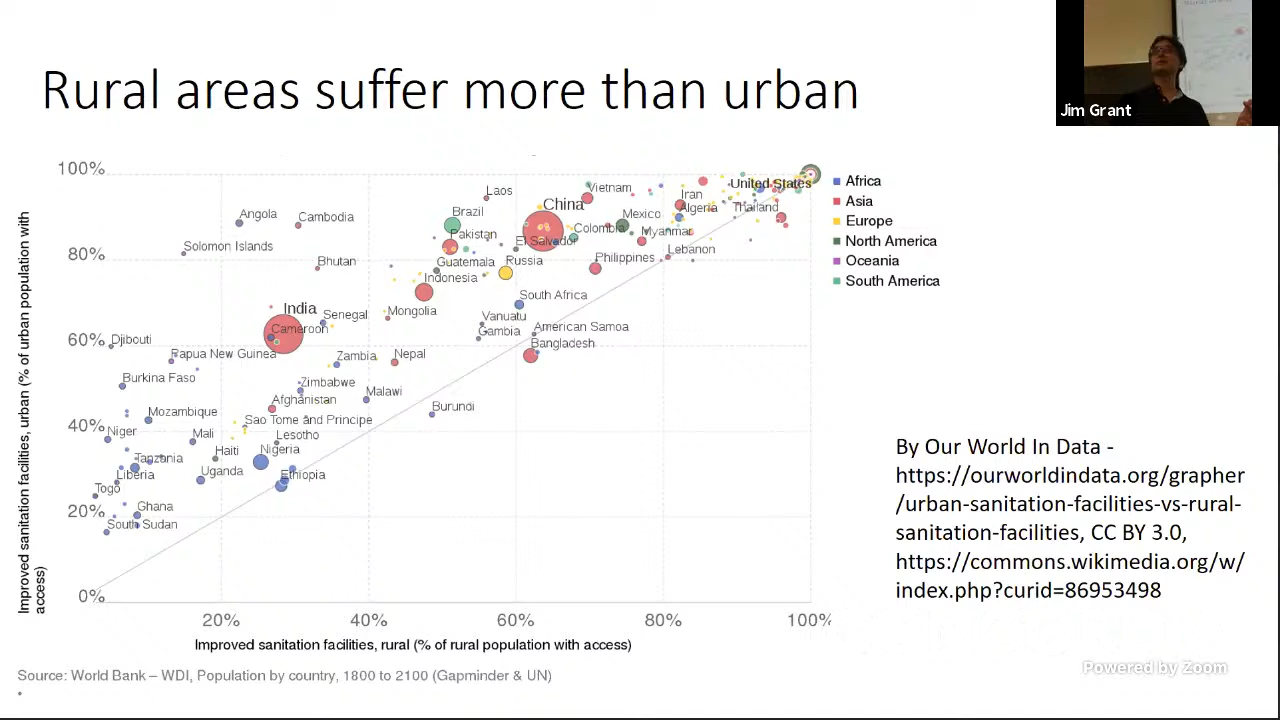 Rural areas suffer more than urban
Jim Grant
Improved sanitation facilities, urban (% of urban population with
access)
100%
80%
60%
40%
20%
0%
Laos
Vietnam
United States
Angola
Cambodia
Brazil
China
Iran
Algeria
Thailand
Mexico
Solomon Islands
Pakistan
El Salvador
Colombia
Myanmar
Bhutan
Guatemala
Russia
Philippines
Lebanon
Indonesia
India
Senegal
Mongolia
South Africa
Cameroon
Vanuatu
Gambia
American Samoa
Djibouti
Bangladesh
Papua New Guinea
Zambia
Nepal
Burkina Faso
Zimbabwe
Afghanistan
Malawi
Mozambique
Sao Tome and Principe
Burundi
Niger
Mali
Lesotho
Tanzania
Haiti
Nigeria
Liberia
Uganda
Ethiopia
Togo
Ghana
South Sudan
20%
40%
60%
80%
100%
Improved sanitation facilities, rural (% of rural population with access)
Africa
Asia
Europe
North America
Oceania
South America
By Our World In Data -
https://ourworldindata.org/grapher
/urban-sanitation-facilities-vs-rural-
sanitation-facilities, CC BY 3.0,
https://commons.wikimedia.org/w/
index.php?curid=86953498
Powered by Zoom
Source: World Bank – WDI, Population by country, 1800 to 2100 (Gapminder & UN)